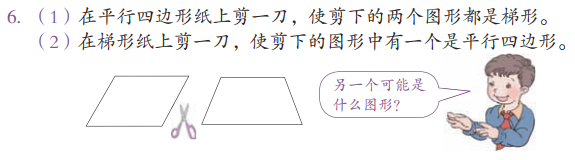 6.（1）在平行四边形纸上剪一刀，使剪下的两个图形都是梯形。
（2）在梯形纸上剪一刀，使剪下的图形中有一个是平行四边形。
另一个可能是
什么图形？